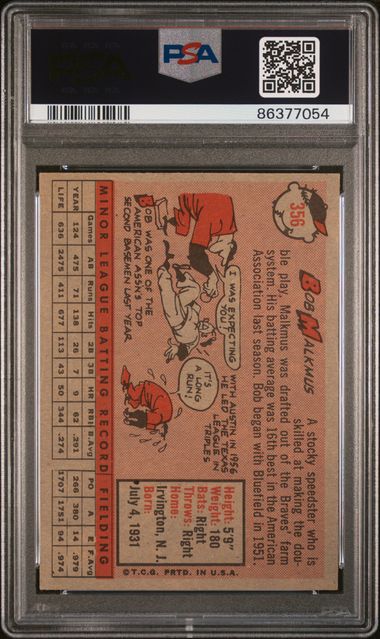 PSA
86377054
356
BOB MALKMUS
A stocky speedster who is
skilled at making the dou-
ble play, Malkmus was drafted out of the Braves' farm
system. His batting average was 16th best in the American
Association last season. Bob began with Bluefield in 1951
Height: 5'9"
Weight: 180
Bats: Right
Throws: Right
Home:
Irvington, N. J.
Born:
July 4, 1931
© T.C.G. PRTD. IN U.S.A.
I WAS EXPECTING
YOU!
WITH AUSTIN IN 1956
HE LED THE TEXAS
LEAGUE IN
TRIPLES
IT'S
A LONG
RUN!
BOB WAS ONE OF THE
AMERICAN ASSN'S TOP
SECOND BASEMEN LAST YEAR
MINOR LEAGUE BATTING RECORD FIELDING
Games AB Runs Hits 2B 3B HR RBI B.Avg PO A E F.Avg
YEAR 124 475 71 138 26 7 9 62 .291 266 380 14 .979
LIFE 636 2475 411 677 113 43 50 344 .274 1707 1751 94 .974